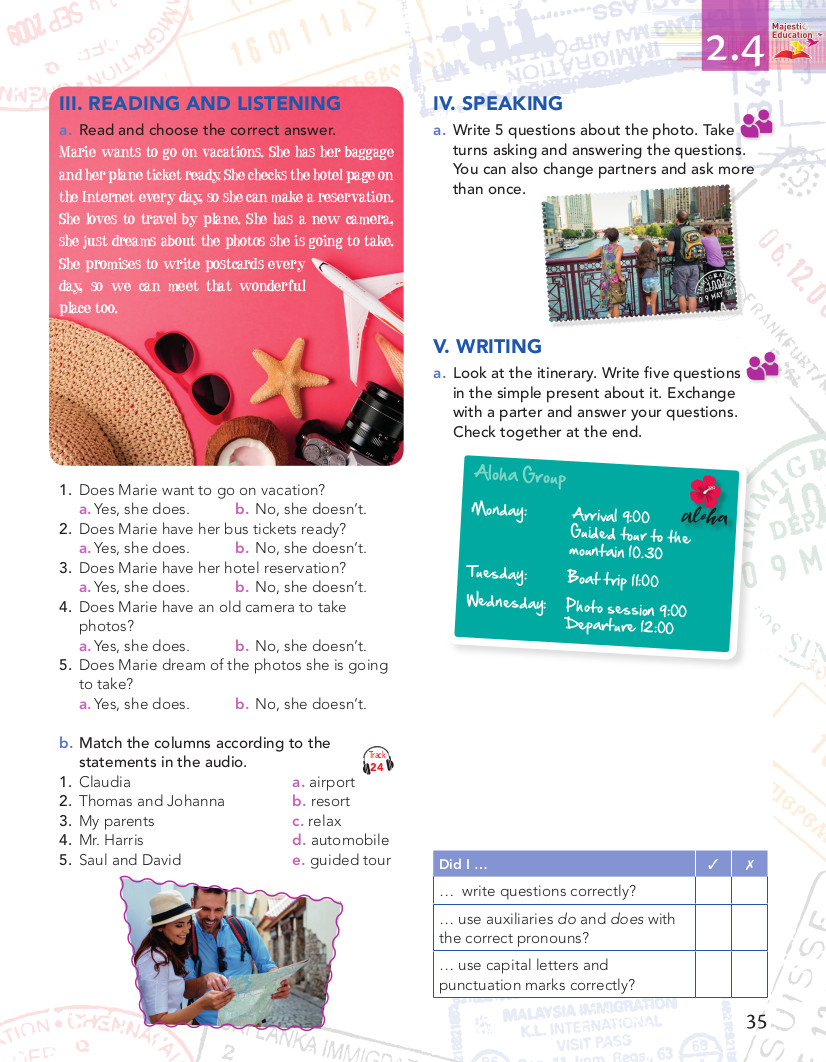 2.4
Majestic Education
III. READING AND LISTENING
a. Read and choose the correct answer.
Marie wants to go on vacations. She has her baggage
and her plane ticket ready. She checks the hotel page on
the Internet every day, so she can make a reservation.
She loves to travel by plane. She has a new camera,
she just dreams about the photos she is going to take.
She promises to write postcards every
day, so we can meet that wonderful
place too.
1. Does Marie want to go on vacation?
a. Yes, she does. b. No, she doesn't.
2. Does Marie have her bus tickets ready?
a. Yes, she does. b. No, she doesn't.
3. Does Marie have her hotel reservation?
a. Yes, she does. b. No, she doesn't.
4. Does Marie have an old camera to take
photos?
a. Yes, she does. b. No, she doesn't.
5. Does Marie dream of the photos she is going
to take?
a. Yes, she does. b. No, she doesn't.
b. Match the columns according to the
statements in the audio.
Track
24
1. Claudia a. airport
2. Thomas and Johanna b. resort
3. My parents c. relax
4. Mr. Harris d. automobile
5. Saul and David e. guided tour
IV. SPEAKING
a. Write 5 questions about the photo. Take
turns asking and answering the questions.
You can also change partners and ask more
than once.
V. WRITING
a. Look at the itinerary. Write five questions
in the simple present about it. Exchange
with a parter and answer your questions.
Check together at the end.
Aloha Group
aloha
Monday: Arrival 9:00
Guided tour to the
mountain 10.30
Tuesday: Boat trip 11:00
Wednesday: Photo session 9:00
Departure 12:00
Did I ... ✓ ✗
... write questions correctly?
... use auxiliaries do and does with
the correct pronouns?
... use capital letters and
punctuation marks correctly?
MALAYSIA IMMIGRATION
K.L. INTERNATIONAL
VISIT PASS
35